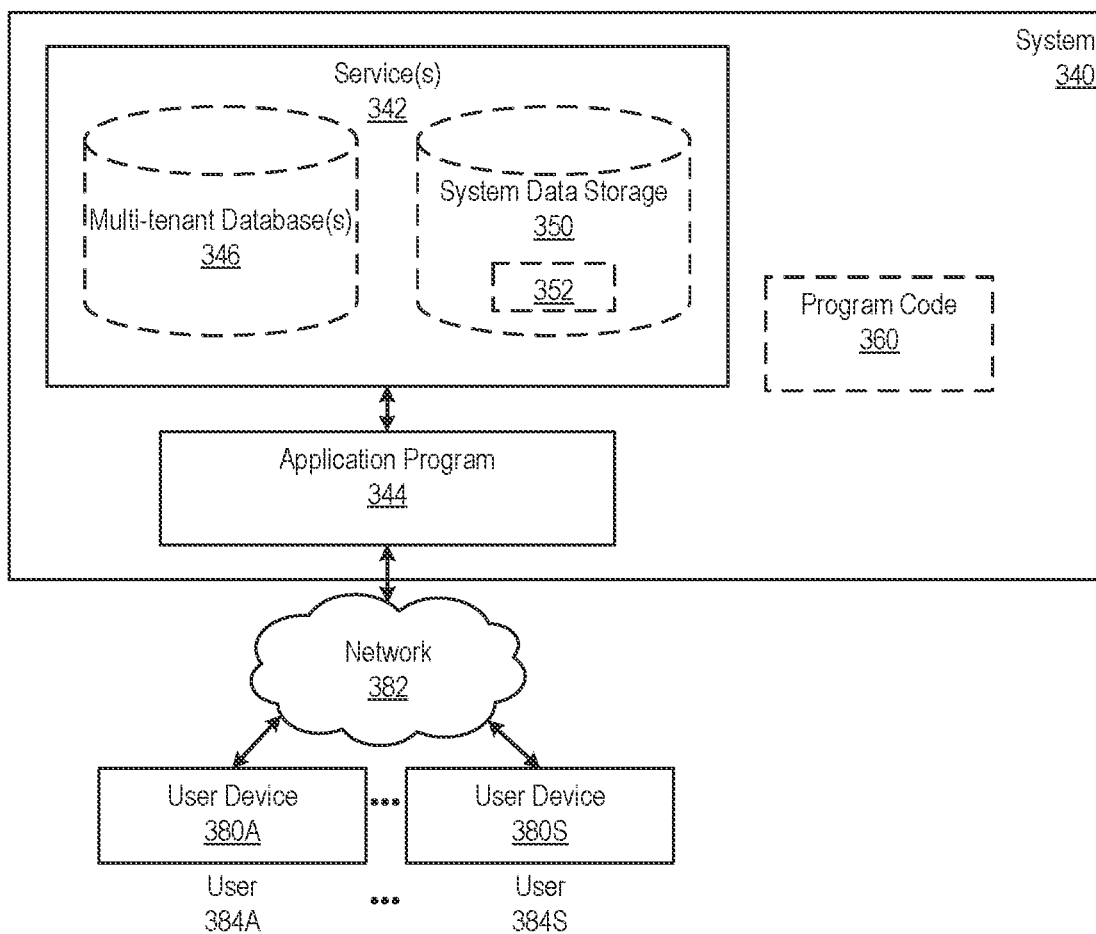 System
340
Service(s)
342
Multi-tenant Database(s)
346
System Data Storage
350
352
Program Code
360
Application Program
344
Network
382
User Device
380A
User Device
380S
User
384A
User
384S